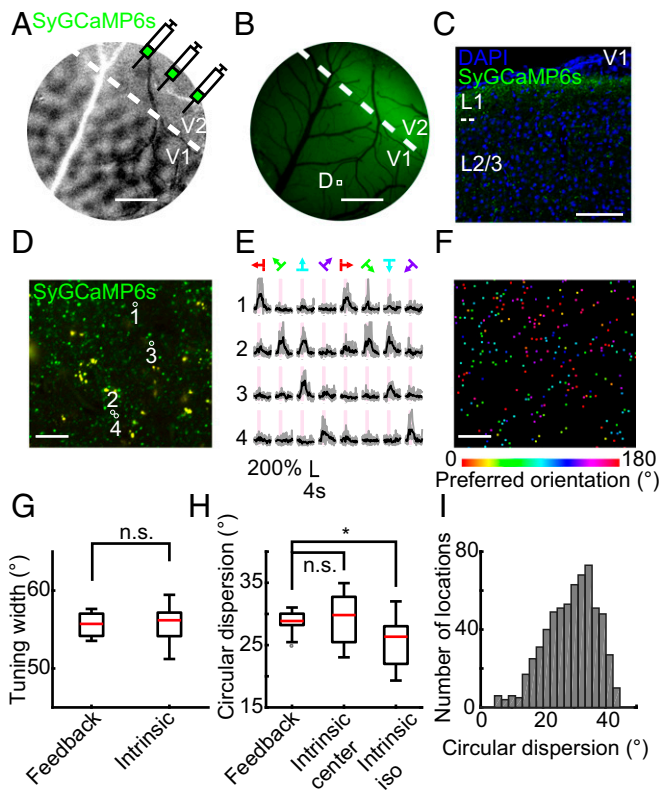 A
SyGCaMP6s
V2
V1
B
V2
V1
D
C
DAPI
V1
SyGCaMP6s
L1
L2/3
D
SyGCaMP6s
1
3
2
4
E
1
2
3
4
200% L
4s
F
0 180
Preferred orientation (°)
G
n.s.
Tuning width (°)
60
50
Feedback
Intrinsic
H
*
n.s.
Circular dispersion (°)
35
25
15
Feedback
Intrinsic center
Intrinsic iso
I
Number of locations
80
40
0
0 20 40
Circular dispersion (°)